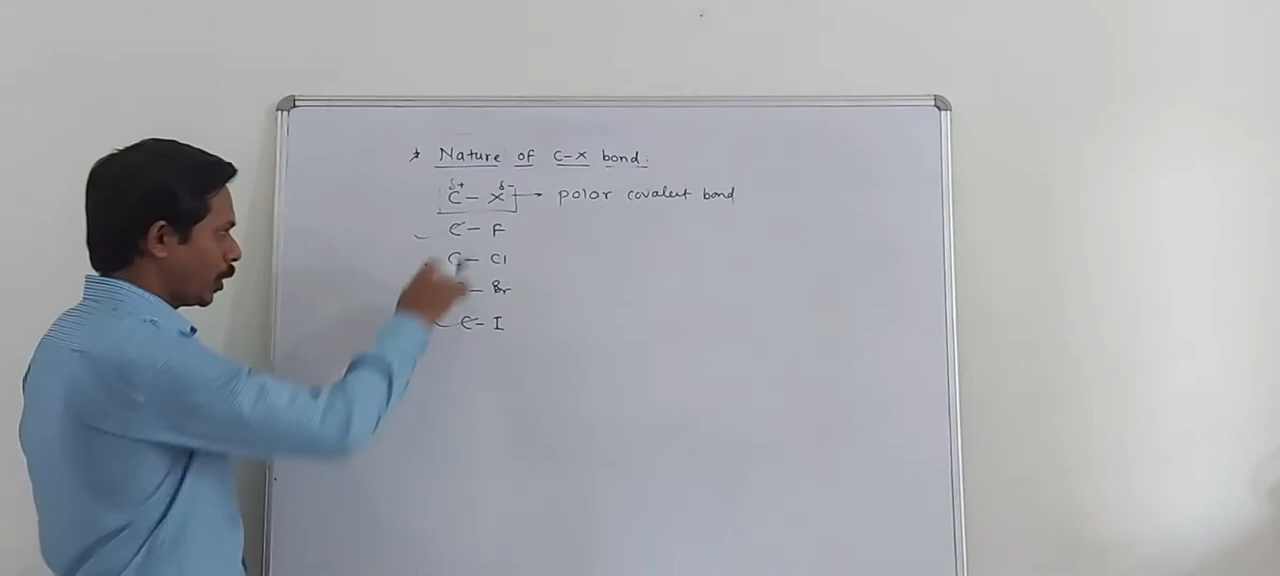 * Nature of C-X bond:
δ+ δ-
C - X → polar covalent bond
C - F
C - Cl
- Br
C - I